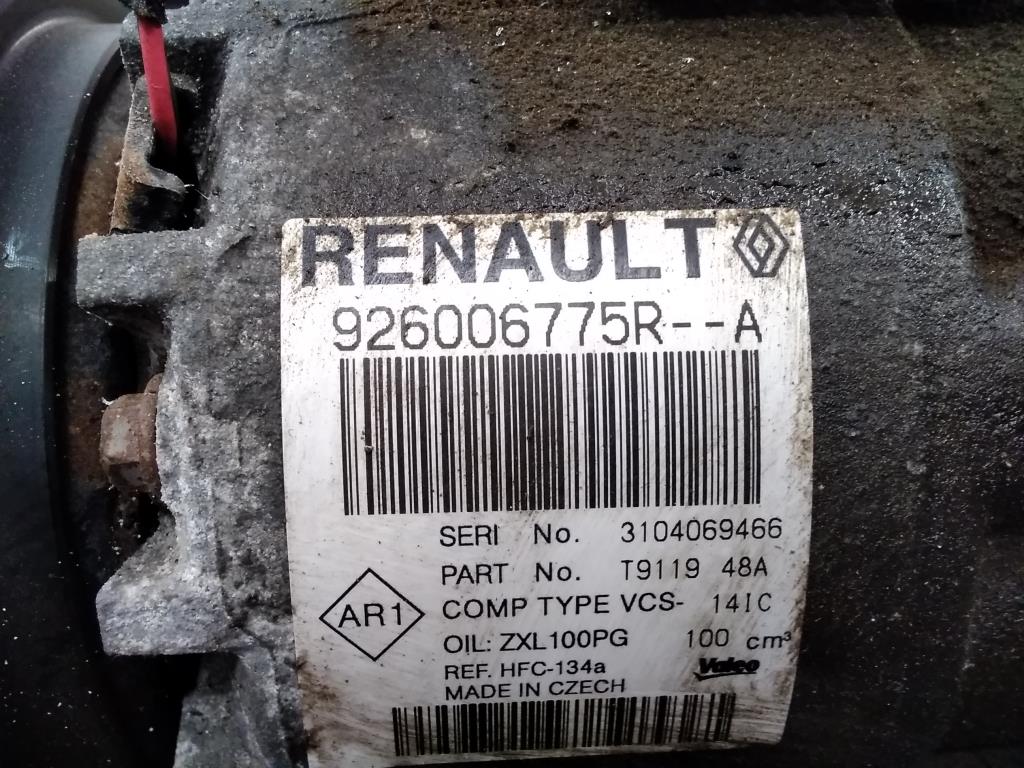 RENAULT
926006775R--A
SERI No. 3104069466
PART No. T9119 48A
AR1
COMP TYPE VCS- 14IC
OIL: ZXL100PG 100 cm³
REF. HFC-134a
Valeo
MADE IN CZECH